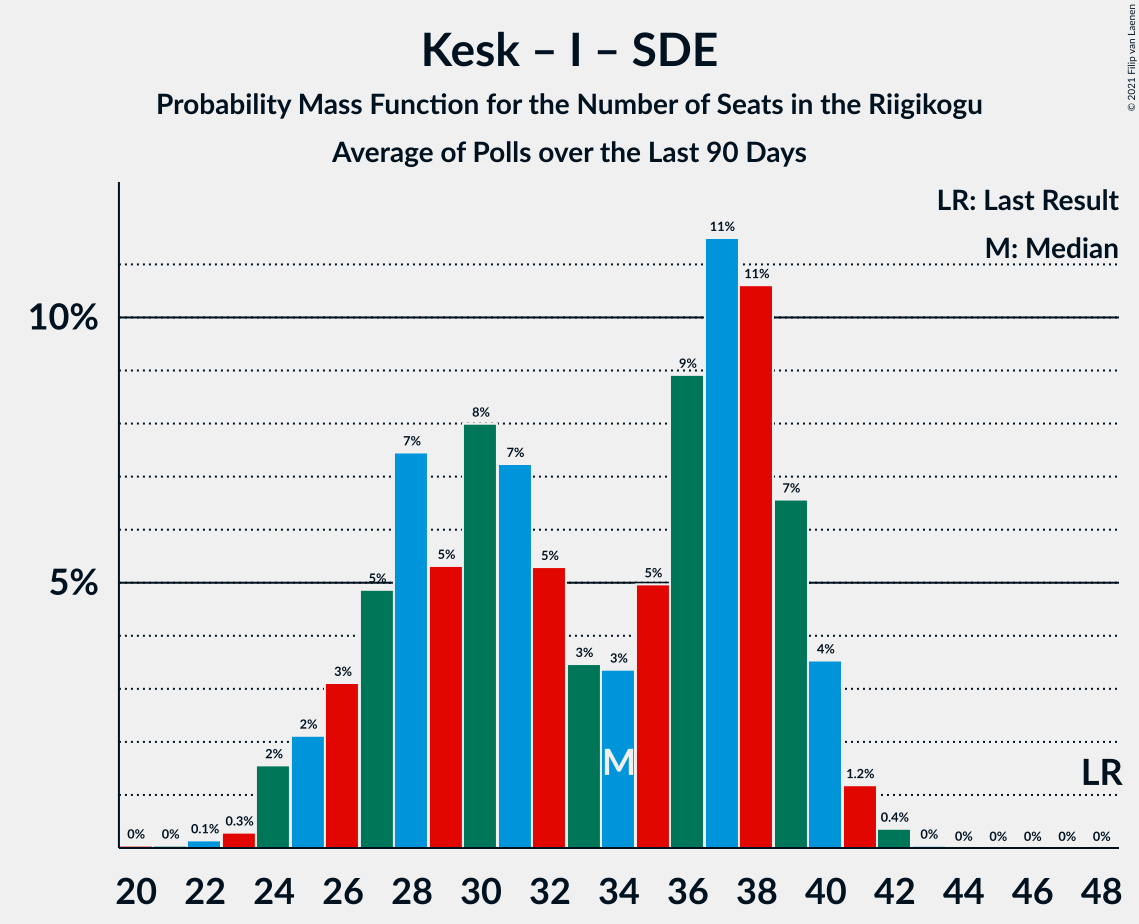 Kesk – I – SDE
Probability Mass Function for the Number of Seats in the Riigikogu
Average of Polls over the Last 90 Days
© 2021 Filip van Laenen
LR: Last Result
M: Median
10%
5%
0% 0% 0.1% 0.3% 2% 2% 3% 5% 7% 5% 8% 7% 5% 3% 3% 5% 9% 11% 11% 7% 4% 1.2% 0.4% 0% 0% 0% 0% 0% 0%
M
LR
20 22 24 26 28 30 32 34 36 38 40 42 44 46 48